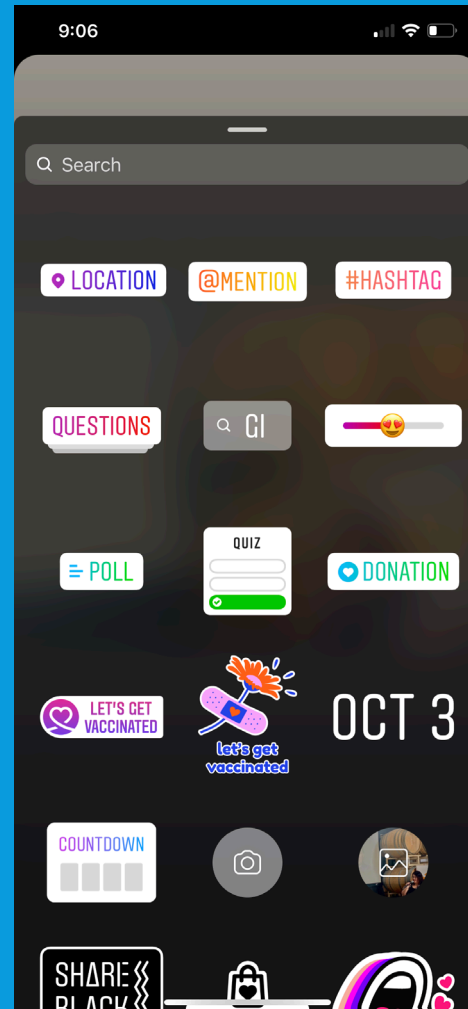 9:06
Search
LOCATION
@MENTION
#HASHTAG
QUESTIONS
GI
POLL
QUIZ
DONATION
LET'S GET
VACCINATED
let's get
vaccinated
OCT 3
COUNTDOWN
SHARE
BLACK